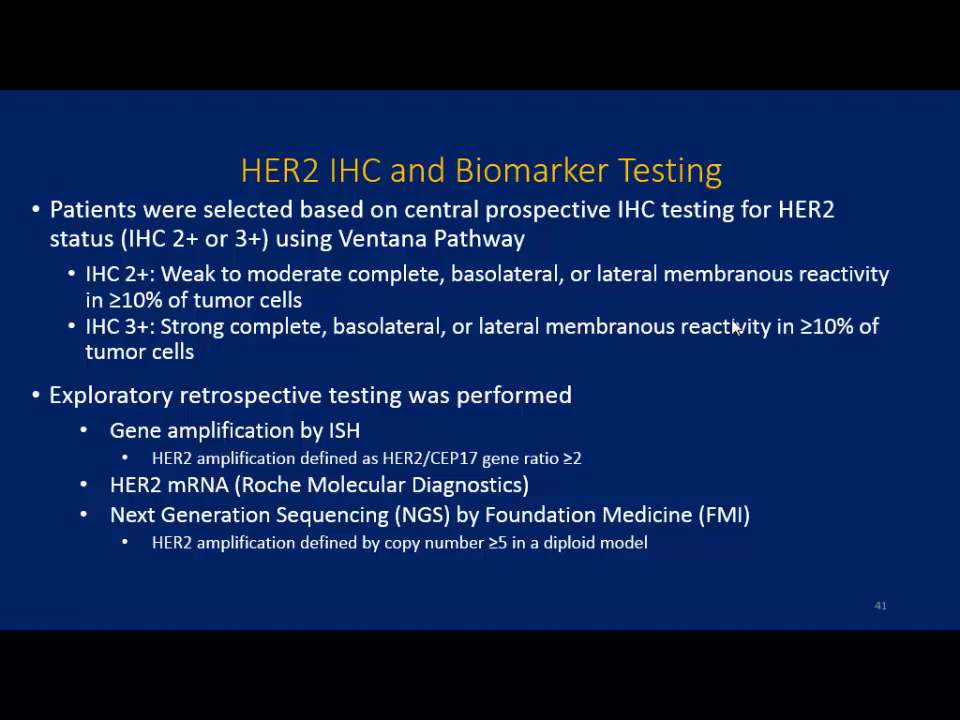 HER2 IHC and Biomarker Testing
• Patients were selected based on central prospective IHC testing for HER2
status (IHC 2+ or 3+) using Ventana Pathway
• IHC 2+: Weak to moderate complete, basolateral, or lateral membranous reactivity
in ≥10% of tumor cells
• IHC 3+: Strong complete, basolateral, or lateral membranous reactivity in ≥10% of
tumor cells
• Exploratory retrospective testing was performed
• Gene amplification by ISH
• HER2 amplification defined as HER2/CEP17 gene ratio ≥2
• HER2 mRNA (Roche Molecular Diagnostics)
• Next Generation Sequencing (NGS) by Foundation Medicine (FMI)
• HER2 amplification defined by copy number ≥5 in a diploid model
41